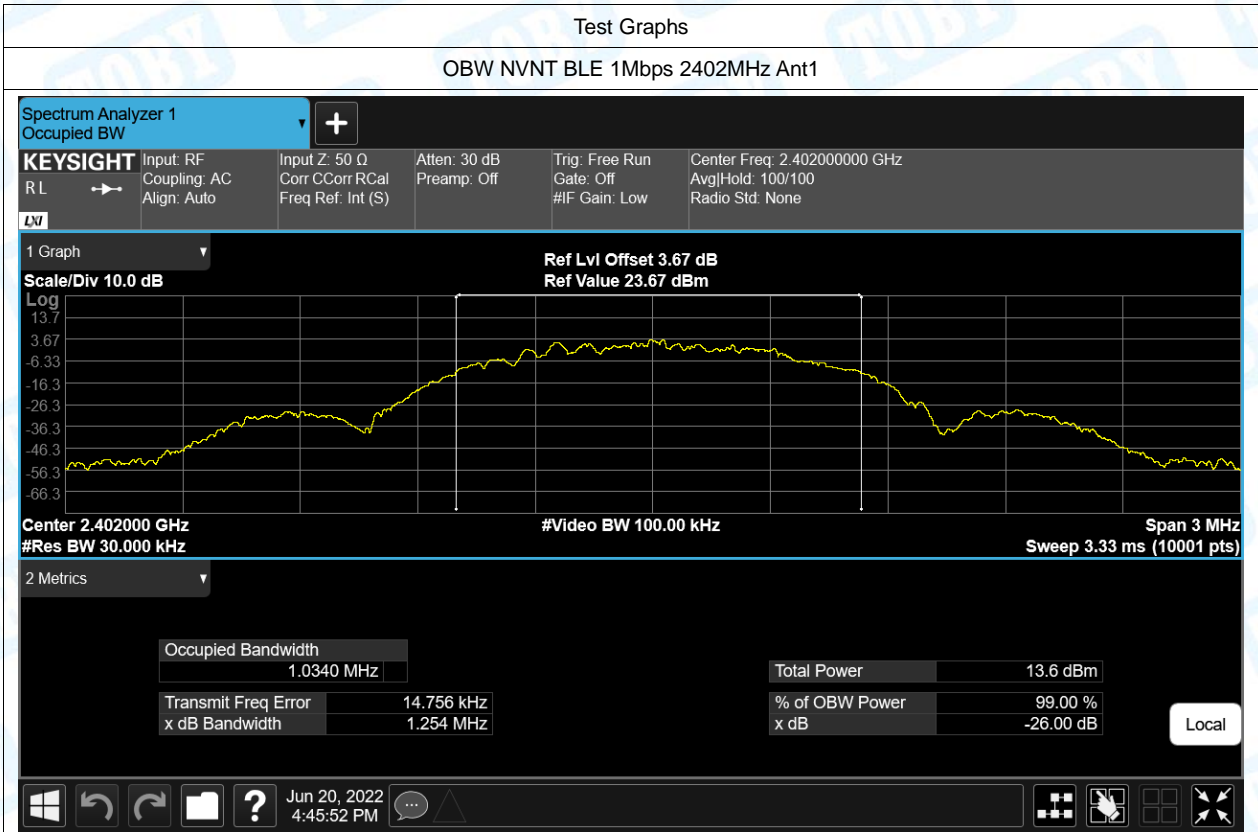 Test Graphs
OBW NVNT BLE 1Mbps 2402MHz Ant1
Spectrum Analyzer 1
Occupied BW
KEYSIGHT
R L
LXI
Input: RF
Coupling: AC
Align: Auto
Input Z: 50 Ω
Corr CCorr RCal
Freq Ref: Int (S)
Atten: 30 dB
Preamp: Off
Trig: Free Run
Gate: Off
#IF Gain: Low
Center Freq: 2.402000000 GHz
Avg|Hold: 100/100
Radio Std: None
1 Graph
Scale/Div 10.0 dB
Ref Lvl Offset 3.67 dB
Ref Value 23.67 dBm
Log
13.7
3.67
-6.33
-16.3
-26.3
-36.3
-46.3
-56.3
-66.3
Center 2.402000 GHz
#Res BW 30.000 kHz
#Video BW 100.00 kHz
Span 3 MHz
Sweep 3.33 ms (10001 pts)
2 Metrics
Occupied Bandwidth
1.0340 MHz
Transmit Freq Error 14.756 kHz
x dB Bandwidth 1.254 MHz
Total Power 13.6 dBm
% of OBW Power 99.00 %
x dB -26.00 dB
Local
?
Jun 20, 2022
4:45:52 PM
TOBY